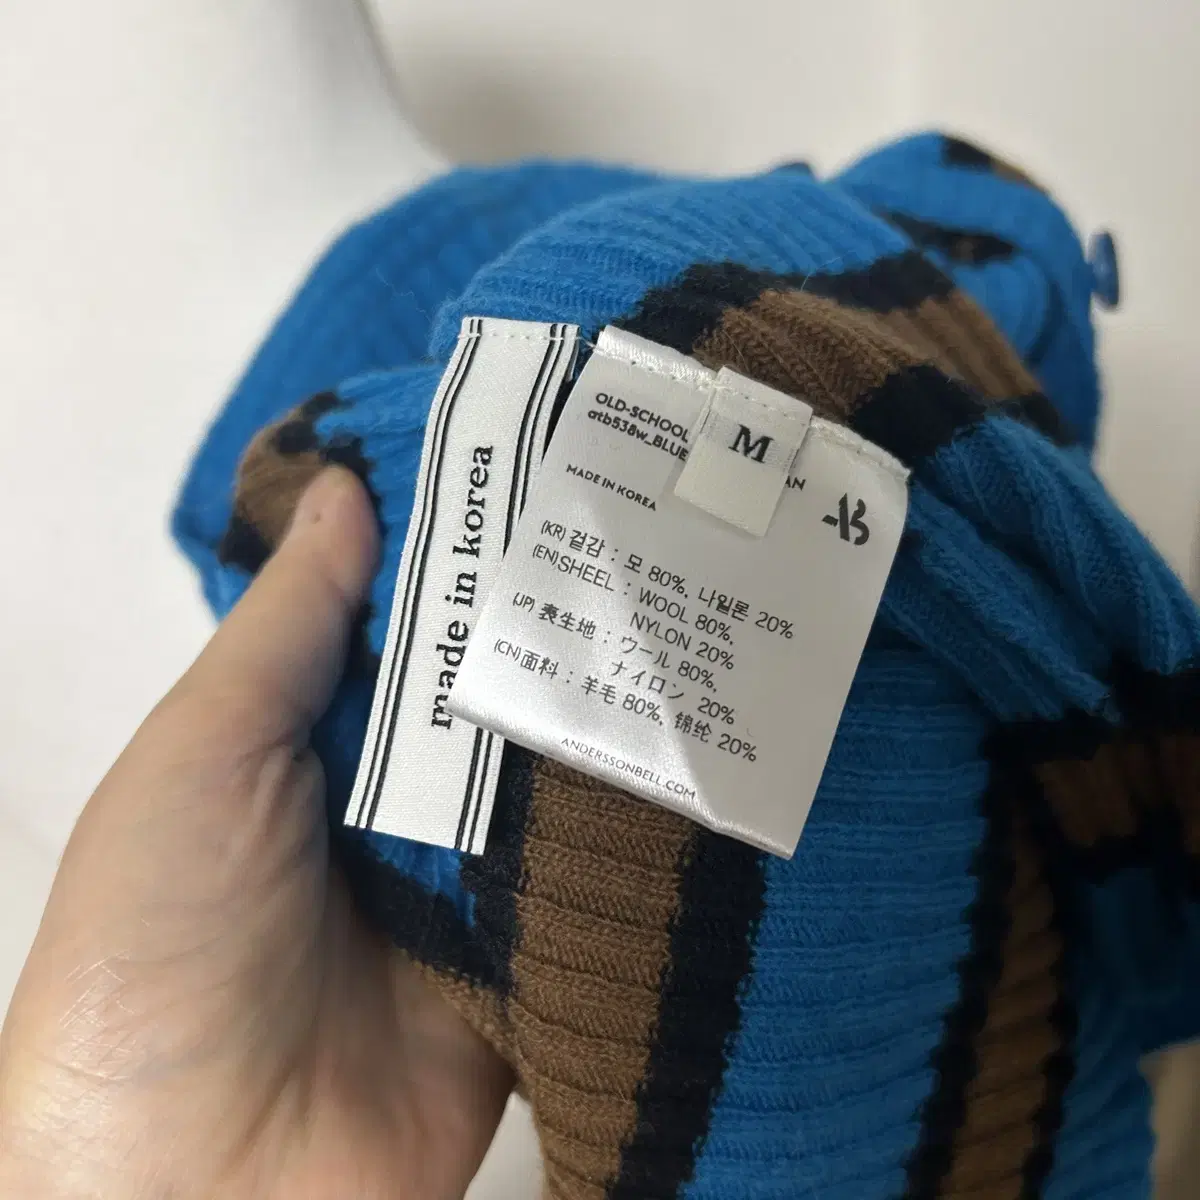 made in korea
OLD-SCHOOL
atb538w_BLUE
M
MADE IN KOREA
(KR) 겉감 : 모 80%, 나일론 20%
(EN)SHEEL : WOOL 80%,
NYLON 20%
(JP) 表生地 : ウール 80%,
ナイロン 20%
(CN)面料 : 羊毛 80%, 锦纶 20%
ANDERSSONBELL.COM